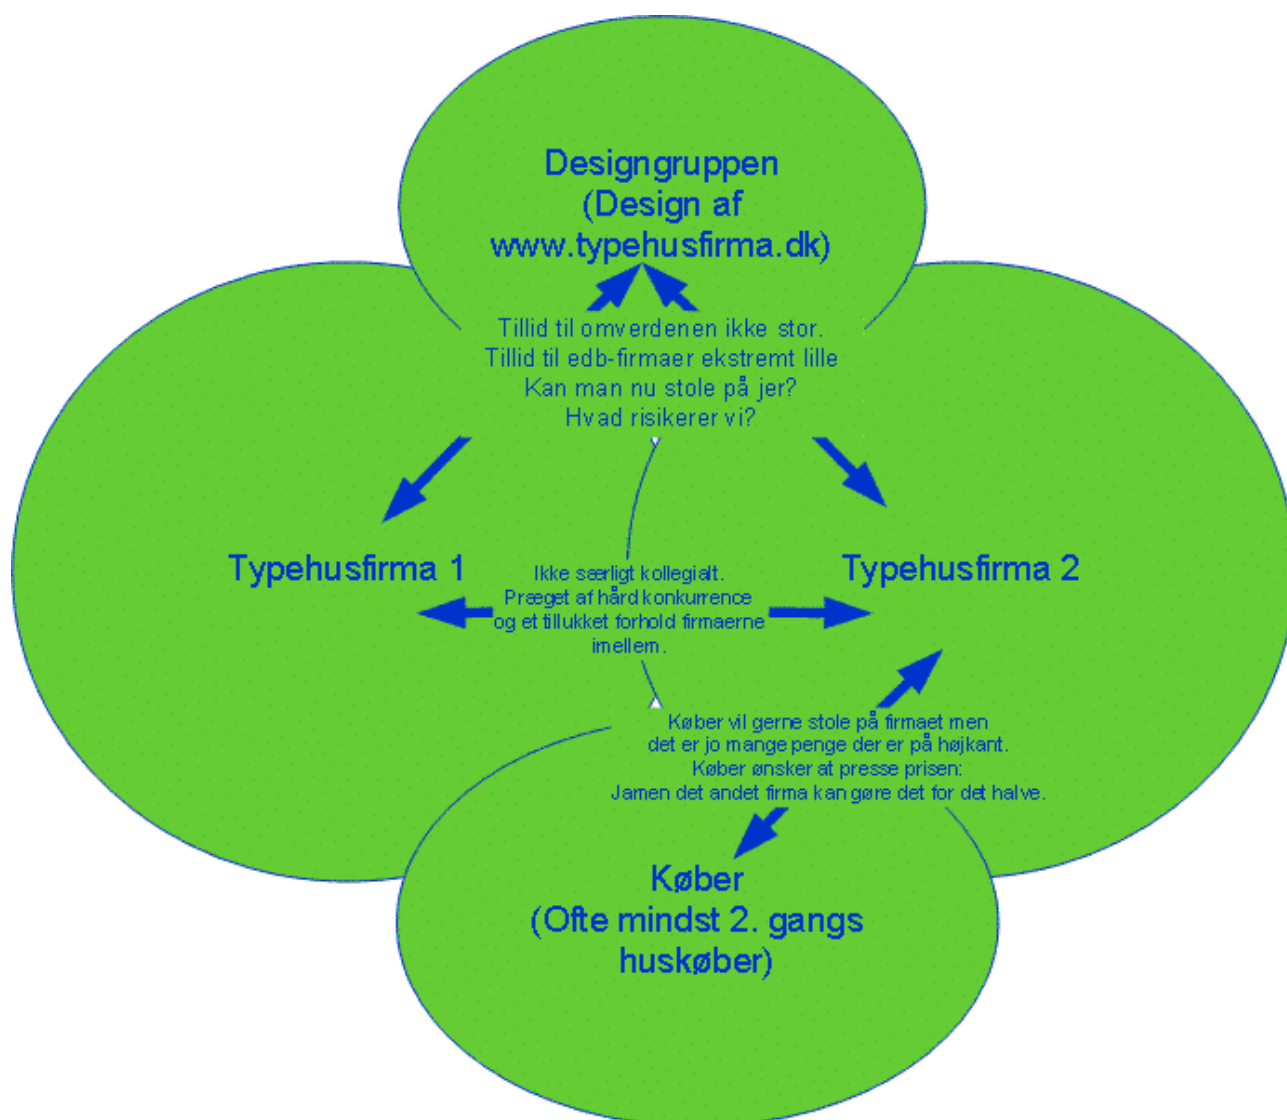 Designgruppen
(Design af
www.typehusfirma.dk)
Tillid til omverdenen ikke stor.
Tillid til edb-firmaer ekstremt lille
Kan man nu stole på jer?
Hvad risikerer vi?
Typehusfirma 1
Ikke særligt kollegialt.
Præget af hård konkurrence
og et tillukket forhold firmaerne
imellem.
Typehusfirma 2
Køber vil gerne stole på firmaet men
det er jo mange penge der er på højkant.
Køber ønsker at presse prisen:
Jamen det andet firma kan gøre det for det halve.
Køber
(Ofte mindst 2. gangs
huskøber)